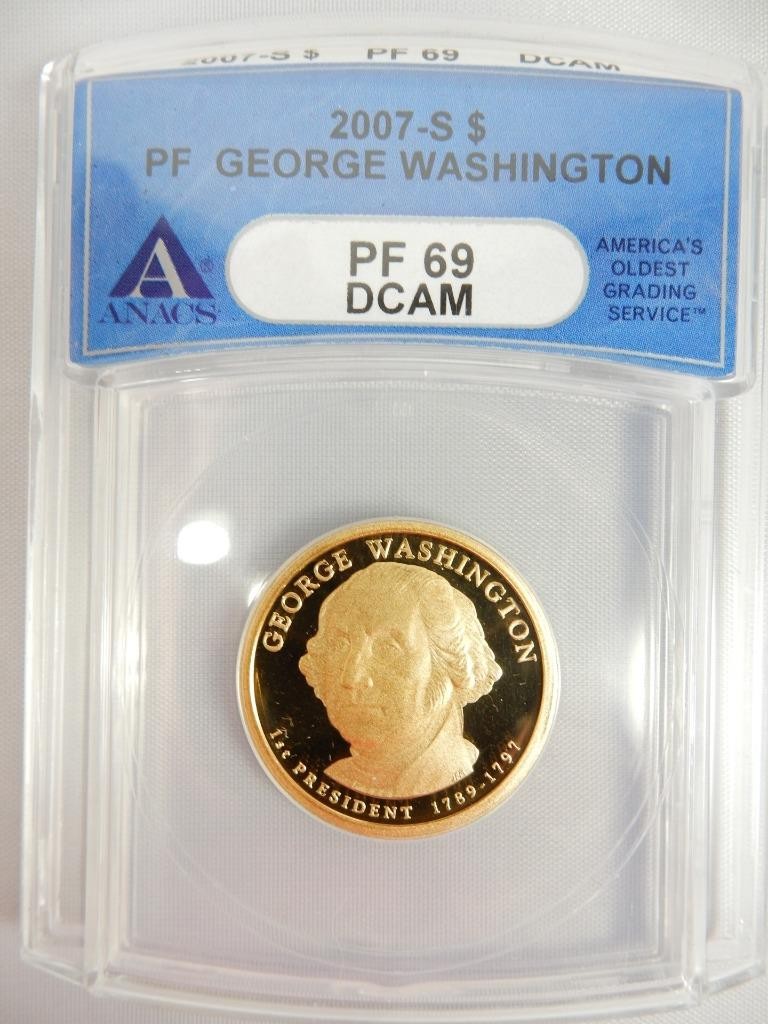 2007-S $ PF 69 DCAM
2007-S $
PF GEORGE WASHINGTON
PF 69
DCAM
A
ANACS®
AMERICA'S
OLDEST
GRADING
SERVICE™
GEORGE WASHINGTON
1st PRESIDENT 1789-1797